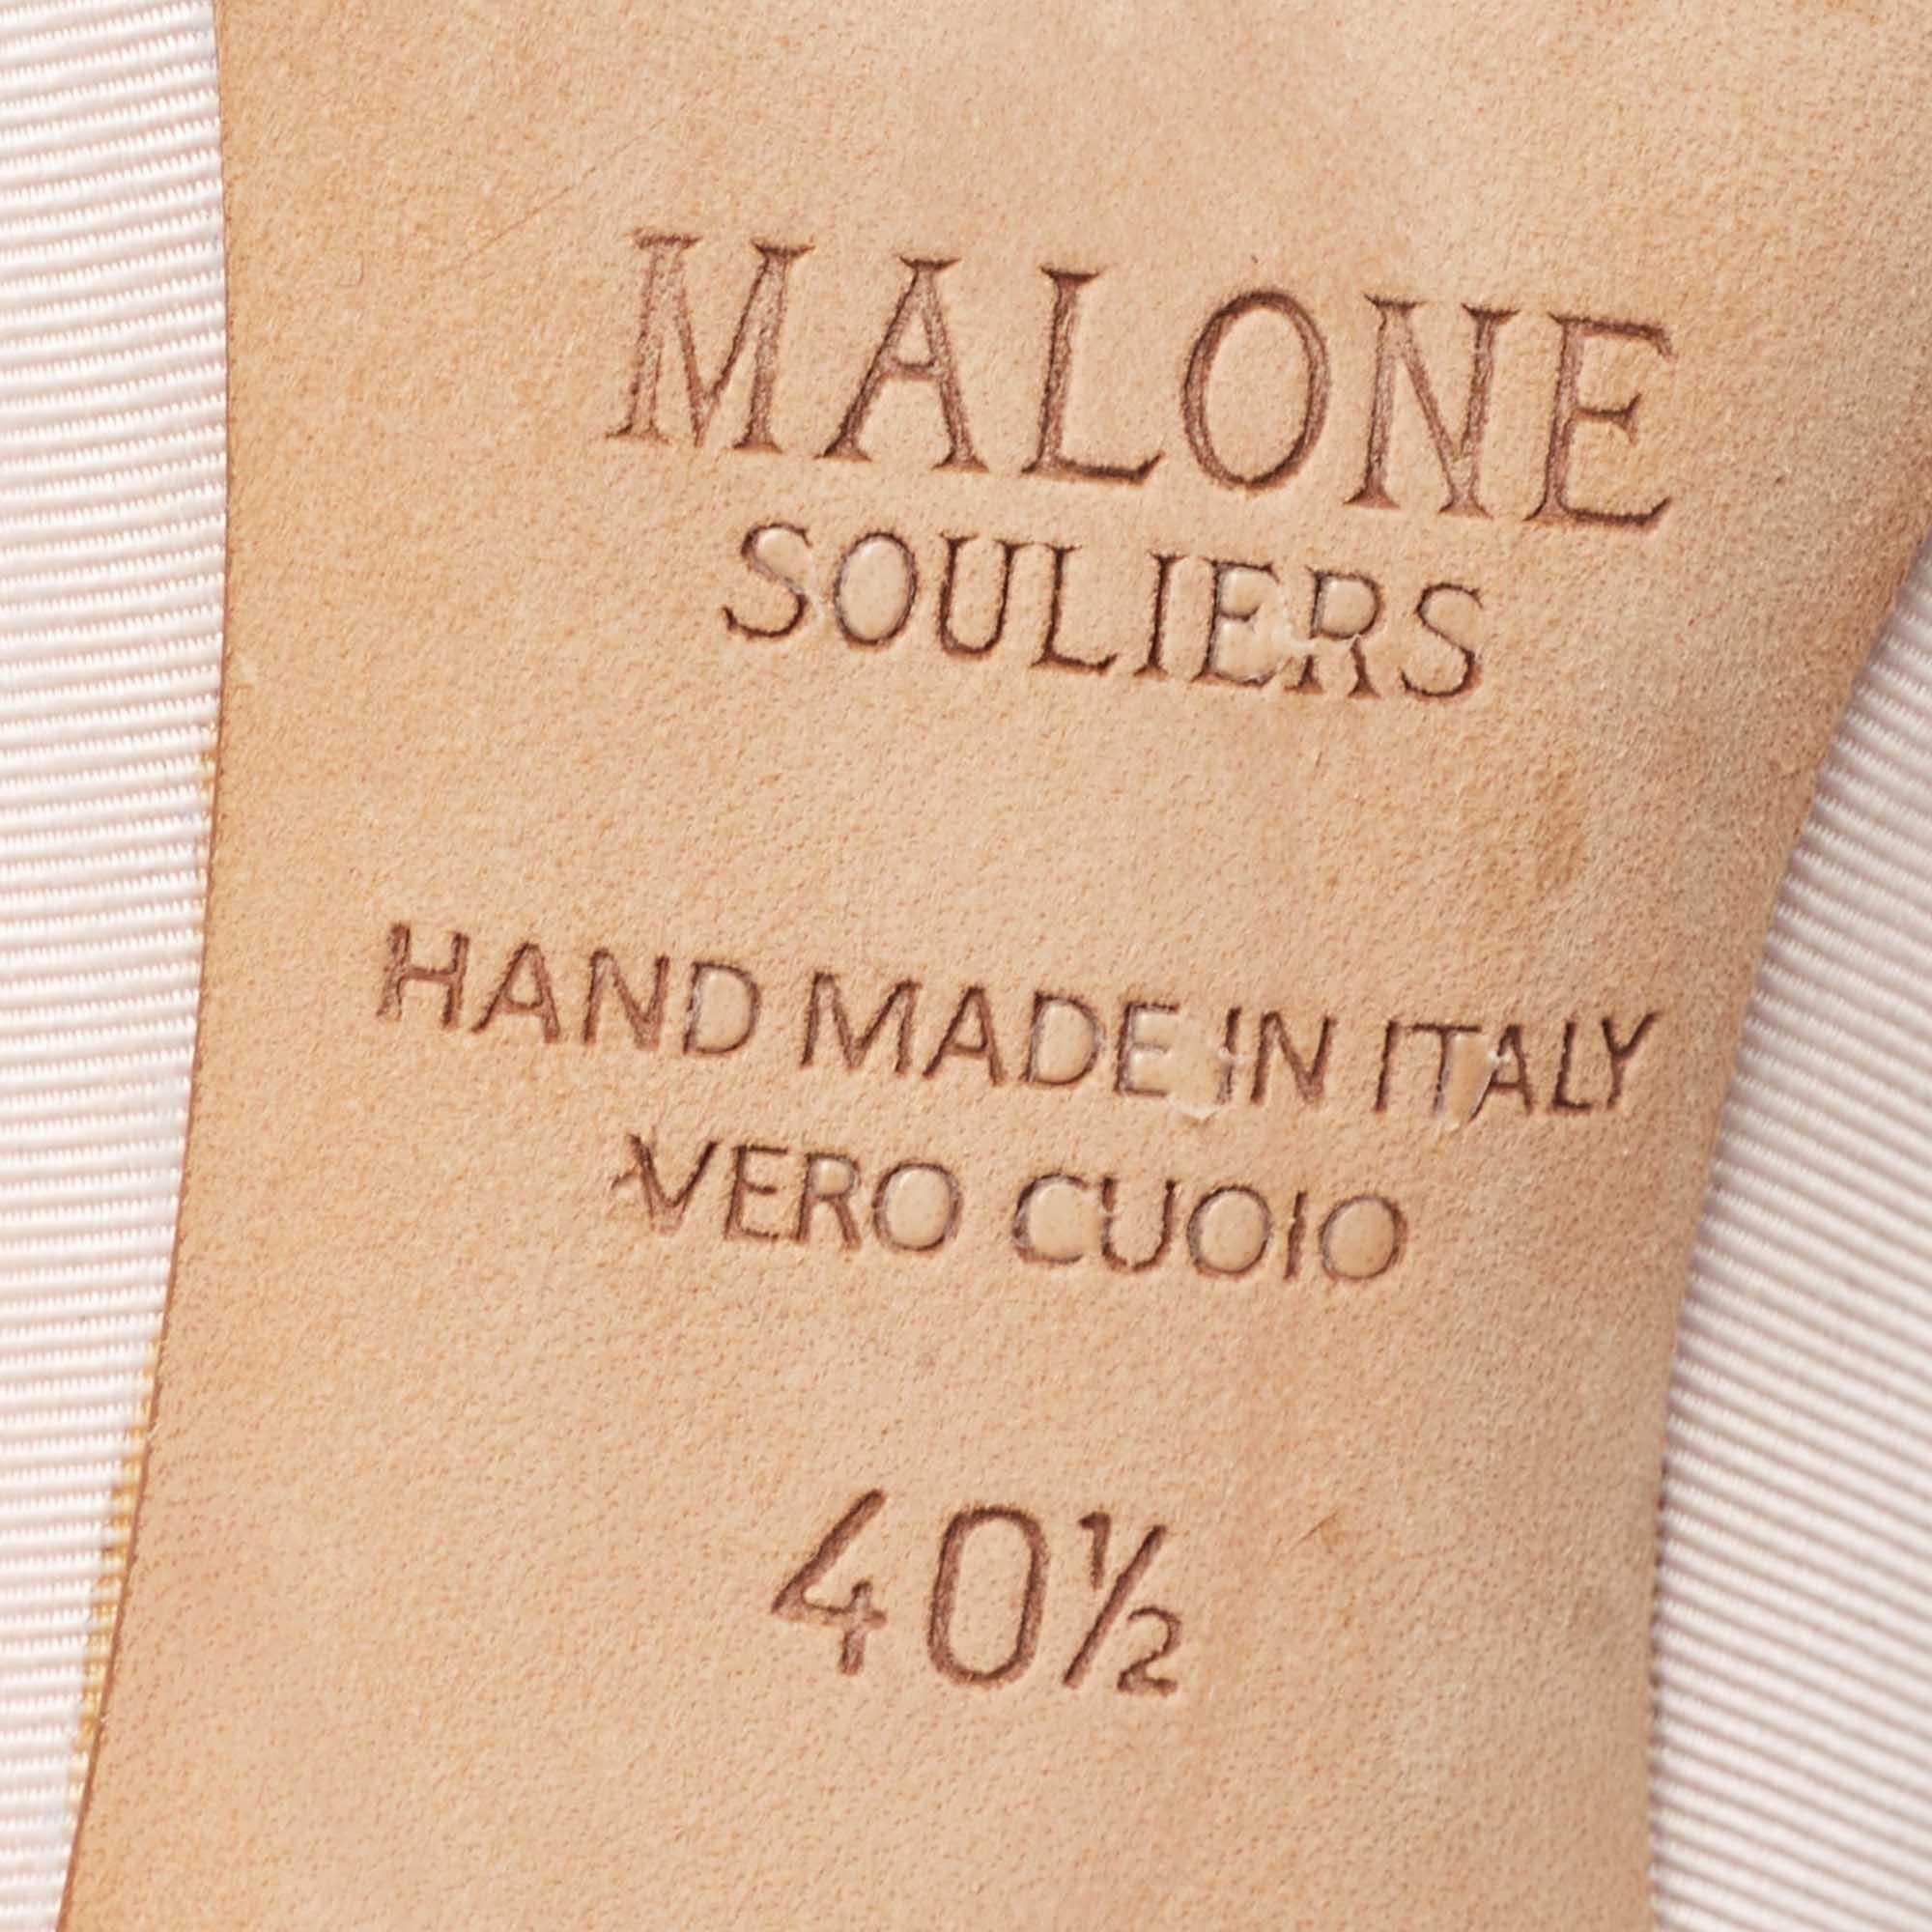 MALONE
SOULIERS
HAND MADE IN ITALY
VERO CUOIO
40½